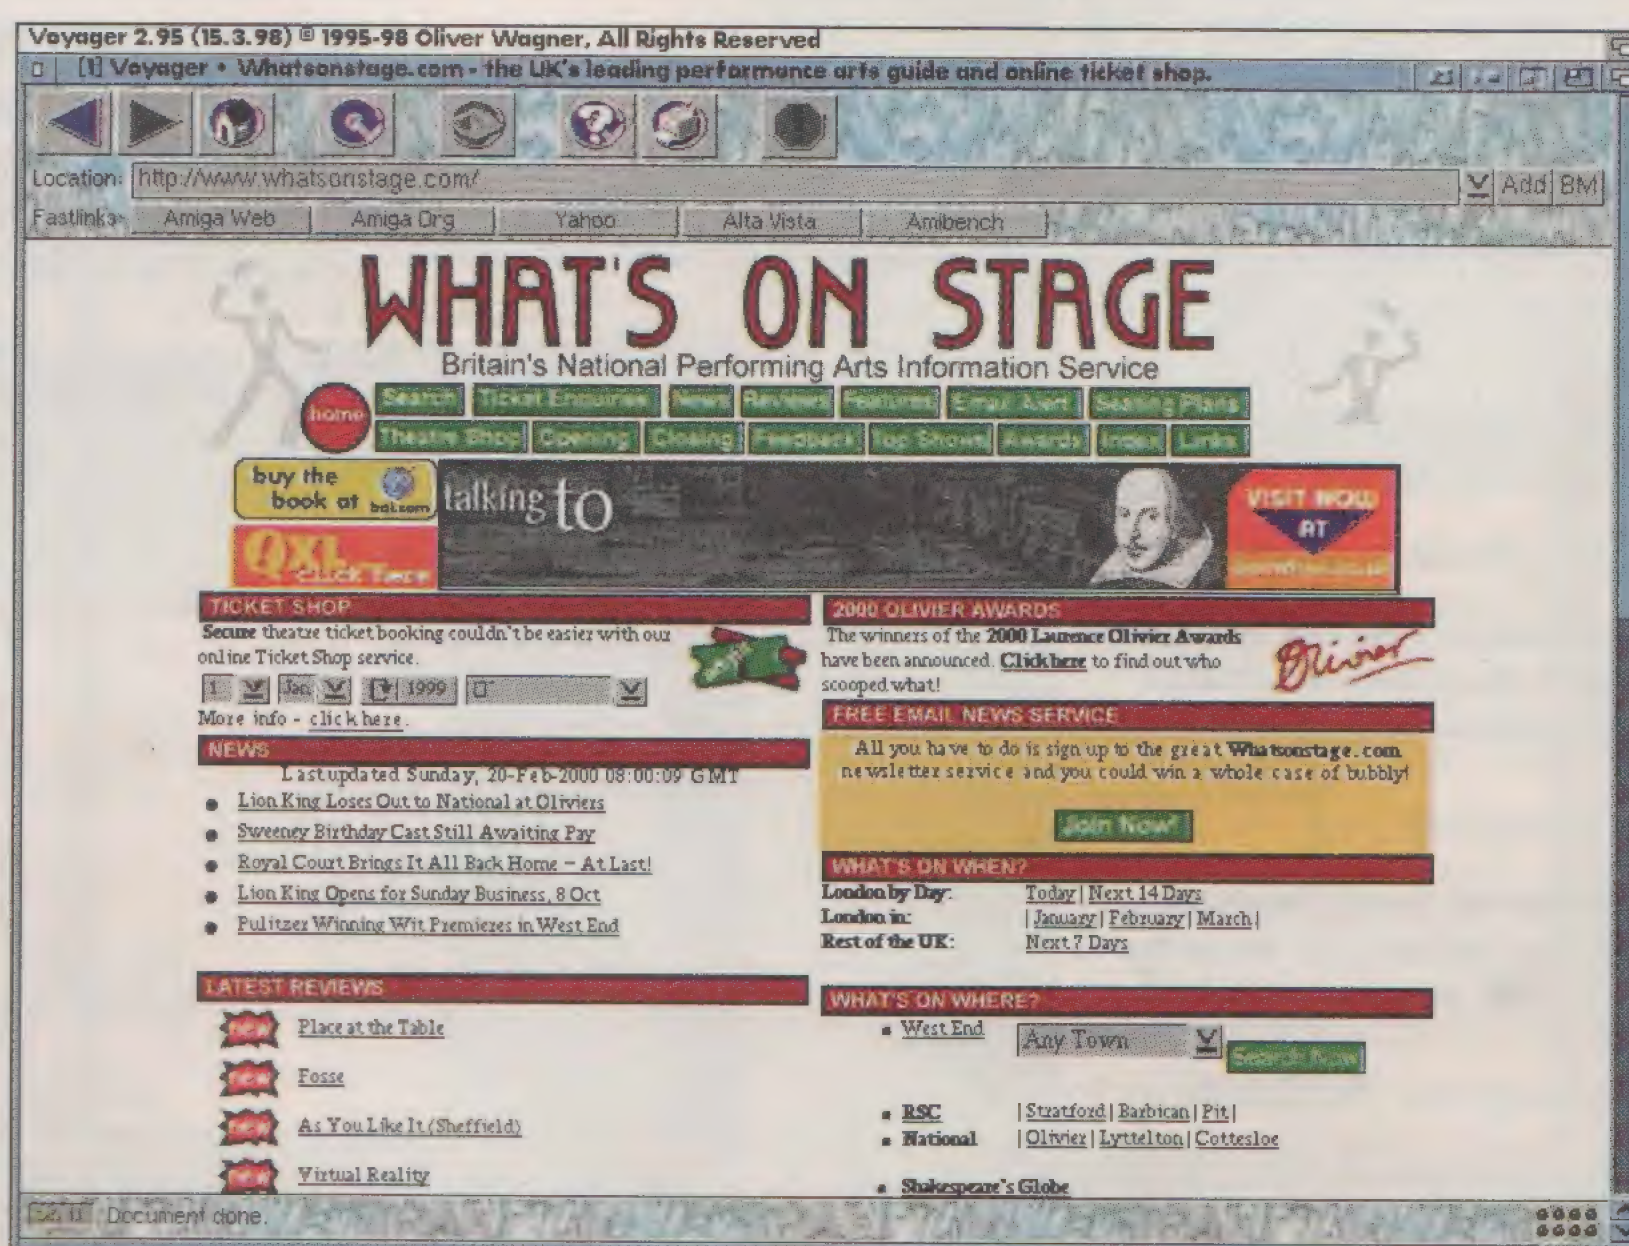 Voyager 2.95 (15.3.98) © 1995-98 Oliver Wagner, All Rights Reserved
[1] Voyager • Whatsonstage.com - the UK's leading performance arts guide and online ticket shop.
Location: http://www.whatsonstage.com/ Add BM
Fastlinks: Amiga Web Amiga Org Yahoo Alta Vista Amibench
WHAT'S ON STAGE
Britain's National Performing Arts Information Service
home
Search Ticket Enquiries News Reviews Features Email Alert Seating Plans
Theatre Shop Opening Closing Feedback Top Shows Awards Index Links
buy the
book at bol.com
talking to
VISIT NOW
AT
QXL
Click Here
TICKET SHOP
Secure theatre ticket booking couldn't be easier with our
online Ticket Shop service.
1 Jan 1999
More info - click here.
NEWS
Last updated Sunday, 20-Feb-2000 08:00:09 GMT
• Lion King Loses Out to National at Oliviers
• Sweeney Birthday Cast Still Awaiting Pay
• Royal Court Brings It All Back Home - At Last!
• Lion King Opens for Sunday Business, 8 Oct
• Pulitzer Winning Wit Premieres in West End
LATEST REVIEWS
new Place at the Table
new Fosse
new As You Like It (Sheffield)
new Virtual Reality
2000 OLIVIER AWARDS
The winners of the 2000 Laurence Olivier Awards
have been announced. Click here to find out who
scooped what!
Olivier
FREE EMAIL NEWS SERVICE
All you have to do is sign up to the great Whatsonstage.com
newsletter service and you could win a whole case of bubbly!
Join Now!
WHAT'S ON WHEN?
London by Day: Today | Next 14 Days
London in: | January | February | March |
Rest of the UK: Next 7 Days
WHAT'S ON WHERE?
▪ West End Any Town Search Now
▪ RSC | Stratford | Barbican | Pit |
▪ National | Olivier | Lyttelton | Cottesloe
▪ Shakespeare's Globe
Document done.